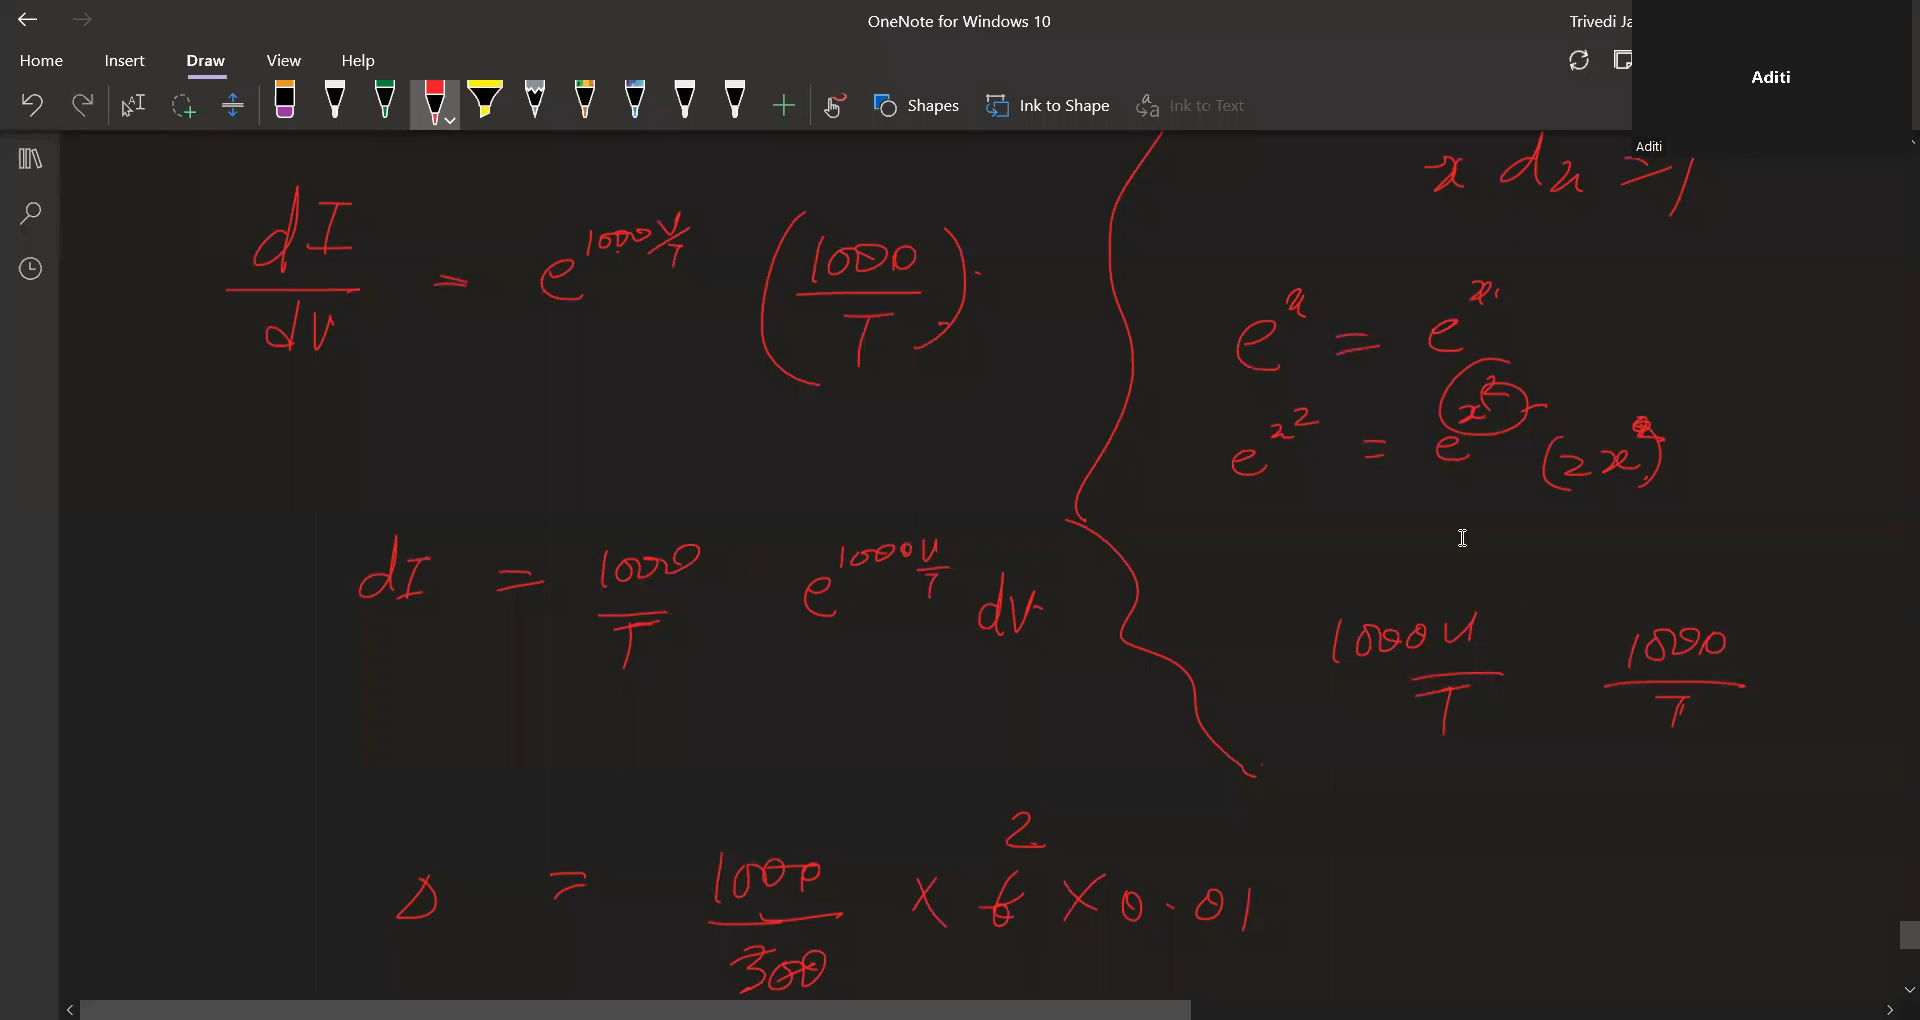 OneNote for Windows 10
Trivedi Ja
Home Insert Draw View Help
Aditi
Shapes Ink to Shape Ink to Text
Aditi
x dx = 1
dI/dV = e^(1000V/T) (1000/T).
e^x = e^x.
e^x^2 = e^x^2 (2x)
dI = 1000/T e^(1000V/T) dV
1000V/T 1000/T
2
Δ = 1000/300 × 6 × 0.01